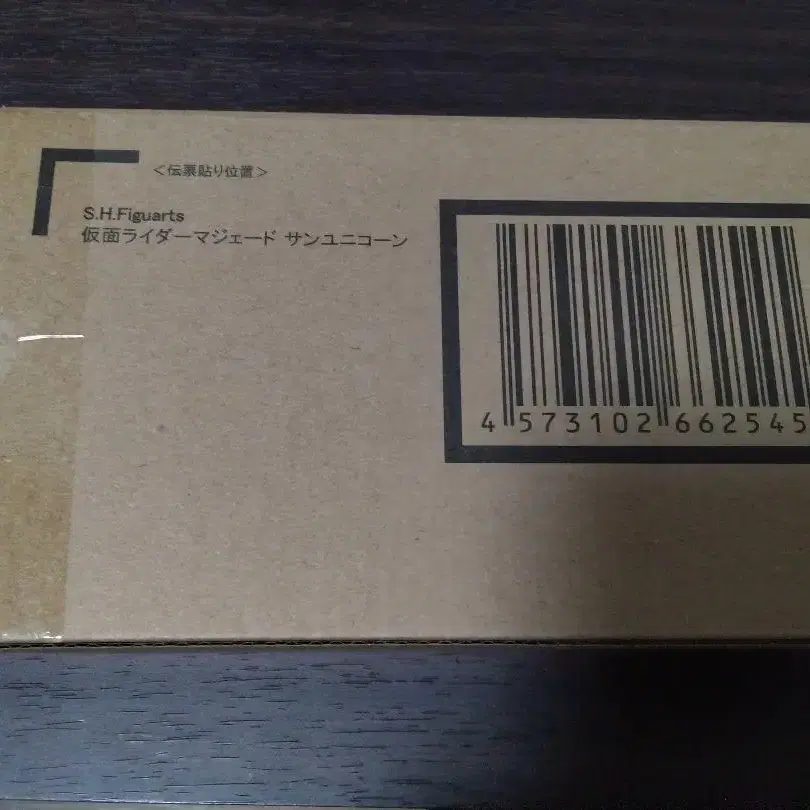 ＜伝票貼り位置＞
S.H.Figuarts
仮面ライダーマジェード サンユニコーン
4 573102 662545